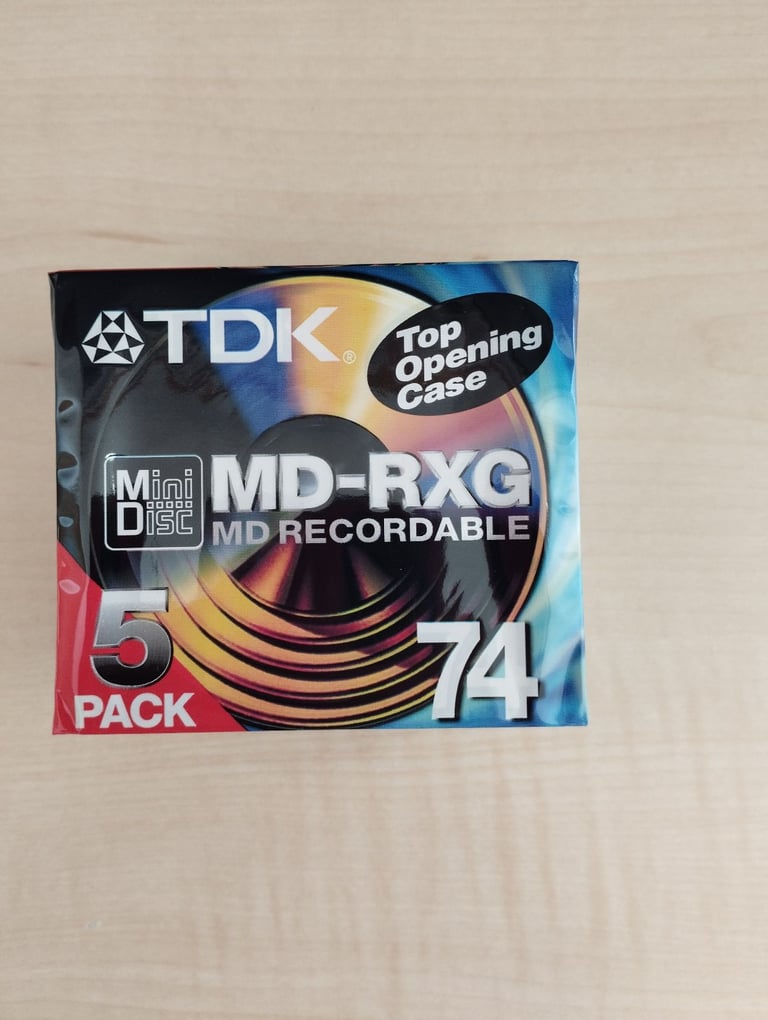 TDK®
Top
Opening
Case
Mini
Disc
MD-RXG
MD RECORDABLE
5
PACK
74